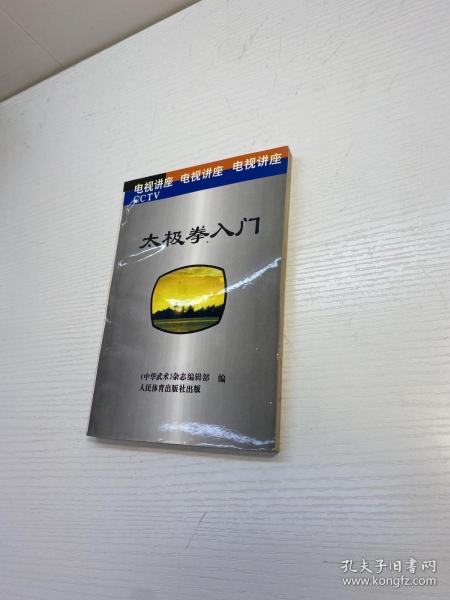 电视讲座 电视讲座 电视讲座
CCTV
太极拳入门
《中华武术》杂志编辑部 编
人民体育出版社出版
孔夫子旧书网
www.kongfz.com